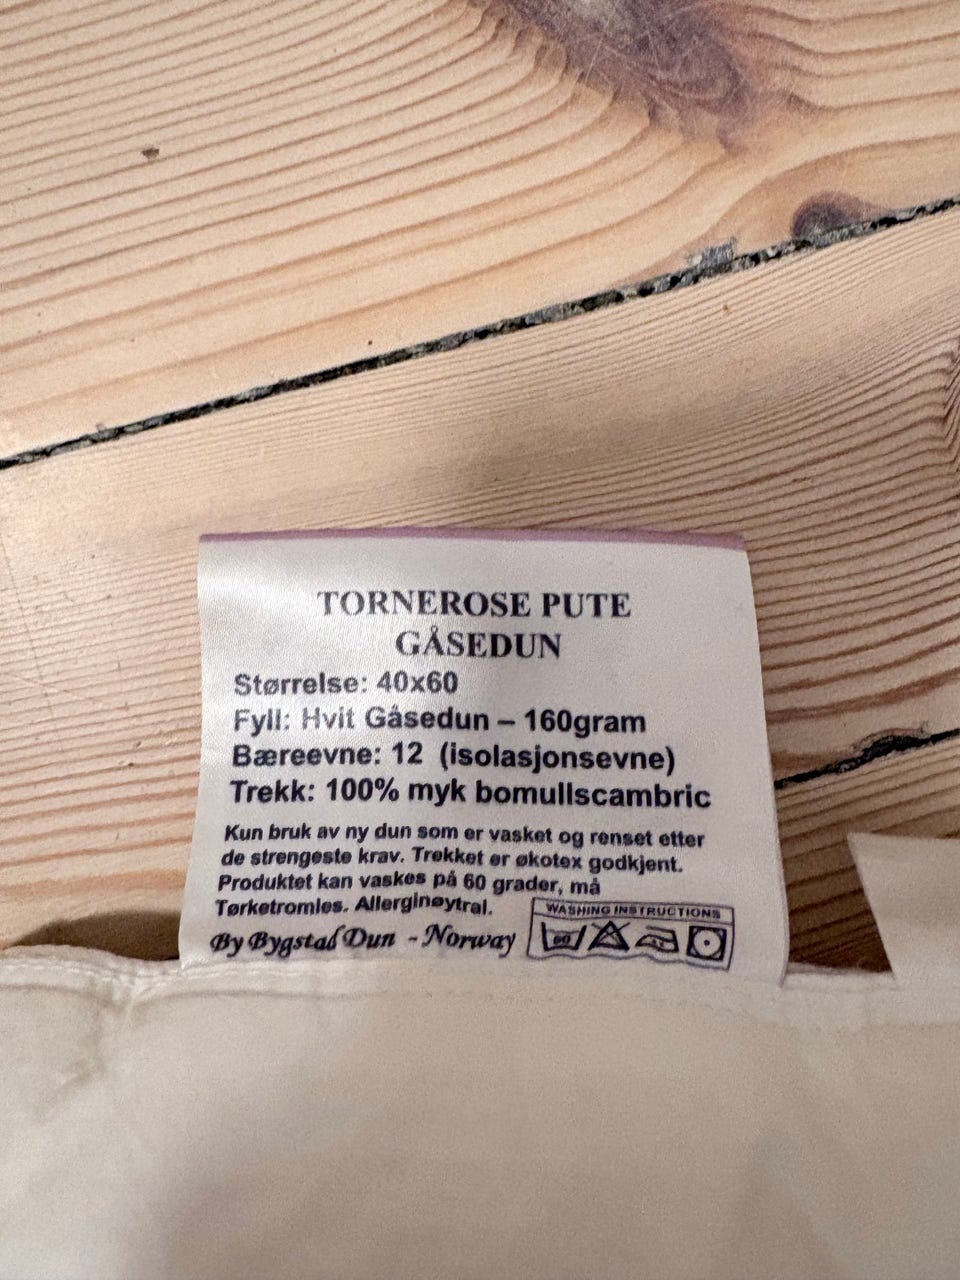 TORNEROSE PUTE
GÅSEDUN
Størrelse: 40x60
Fyll: Hvit Gåsedun – 160gram
Bæreevne: 12 (isolasjonsevne)
Trekk: 100% myk bomullscambric
Kun bruk av ny dun som er vasket og renset etter
de strengeste krav. Trekket er økotex godkjent.
Produktet kan vaskes på 60 grader, må
Tørketromles. Allerginøytral.
By Bygstad Dun - Norway
WASHING INSTRUCTIONS
60